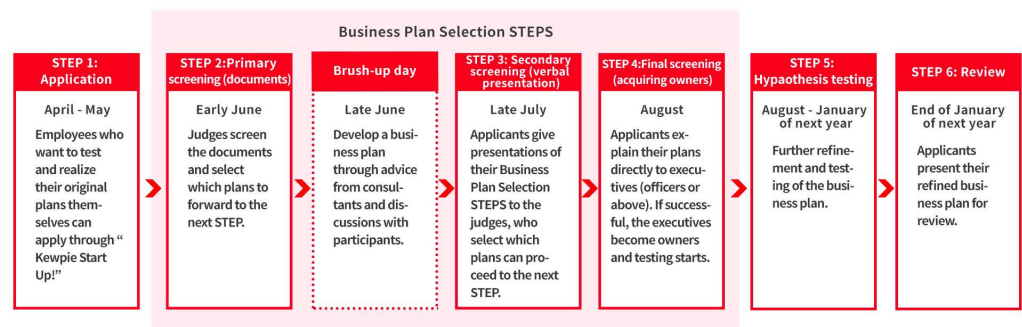 Business Plan Selection STEPS
STEP 1:
Application
April - May
Employees who
want to test
and realize
their original
plans them-
selves can
apply through “
Kewpie Start
Up!”
STEP 2:Primary
screening (documents)
Early June
Judges screen
the documents
and select
which plans to
forward to the
next STEP.
Brush-up day
Late June
Develop a busi-
ness plan
through advice
from consul-
tants and dis-
cussions with
participants.
STEP 3: Secondary
screening (verbal
presentation)
Late July
Applicants give
presentations of
their Business
Plan Selection
STEPS to the
judges, who
select which
plans can pro-
ceed to the next
STEP.
STEP 4:Final screening
(acquiring owners)
August
Applicants ex-
plain their plans
directly to execu-
tives (officers or
above). If success-
ful, the executives
become owners
and testing starts.
STEP 5:
Hypaothesis testing
August - January
of next year
Further refine-
ment and test-
ing of the busi-
ness plan.
STEP 6: Review
End of January
of next year
Applicants
present their
refined busi-
ness plan for
review.